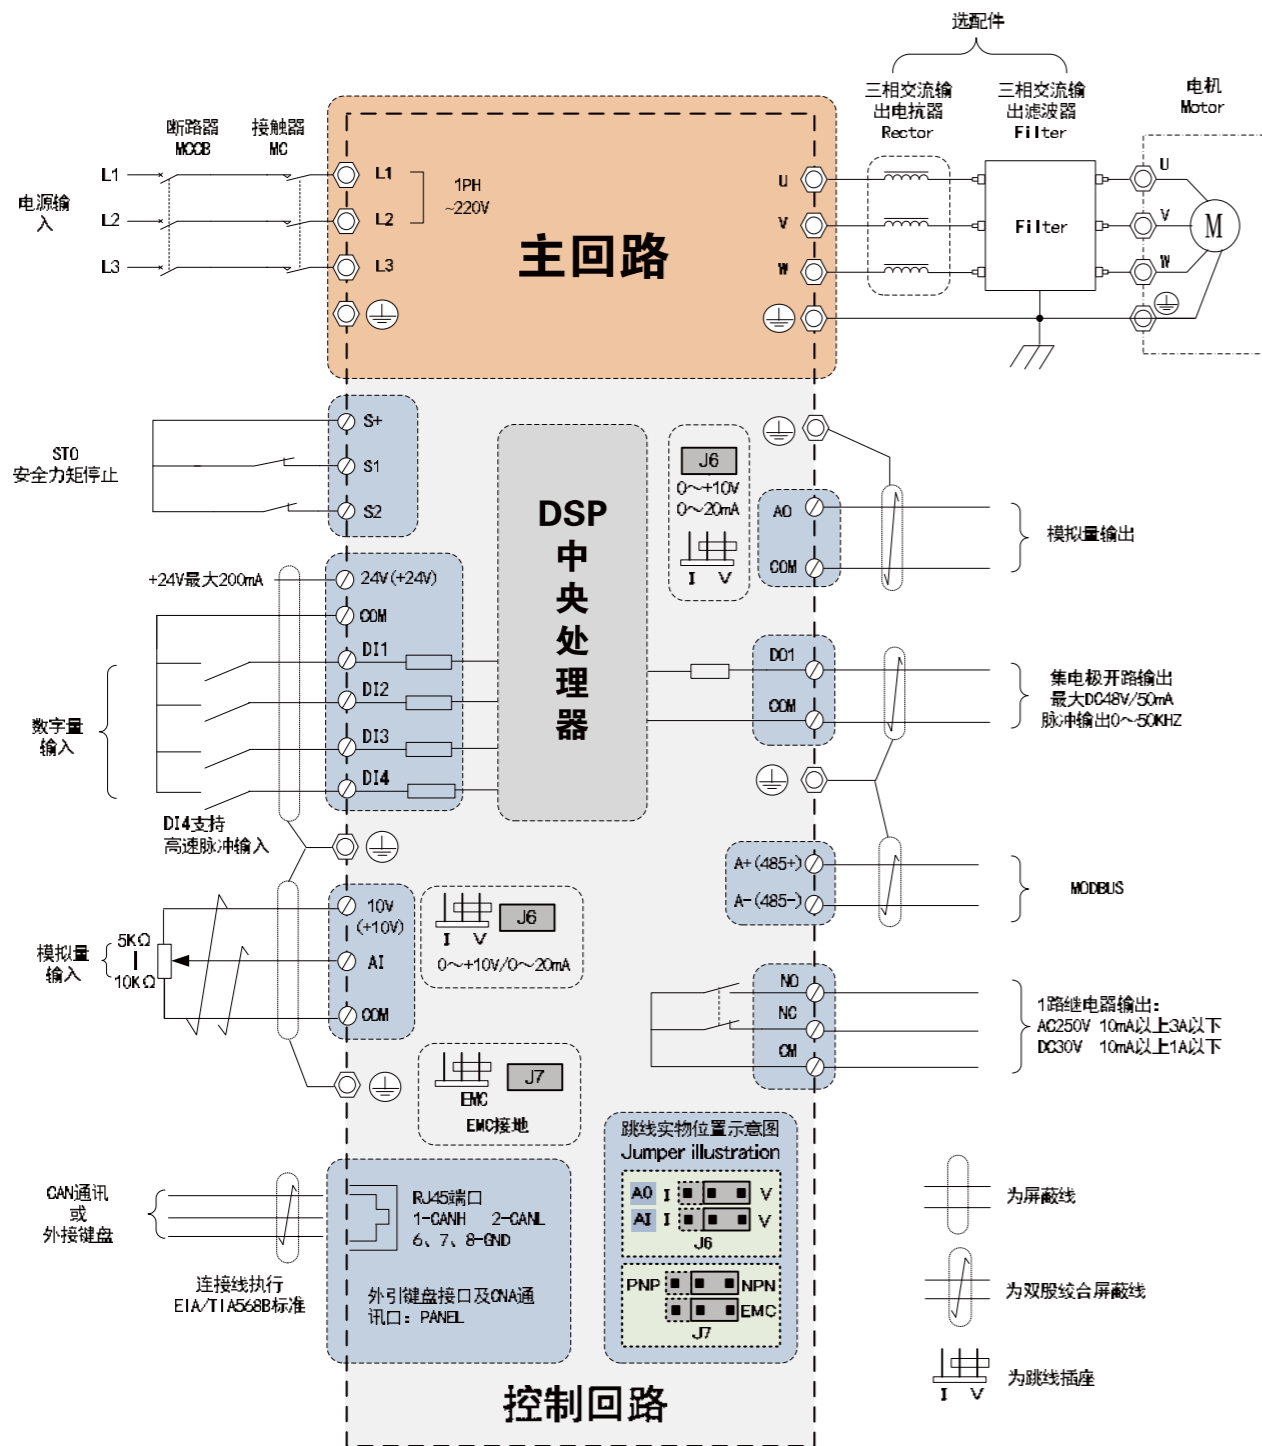 选配件
三相交流输
出电抗器
Rector
三相交流输
出滤波器
Filter
电机
Motor
断路器
MCCB
接触器
MC
电源输
入
L1
L2
L3
L1
L2
L3
1PH
~220V
主回路
U
V
W
Filter
U
V
W
M
STO
安全力矩停止
S+
S1
S2
DSP
中
央
处
理
器
J6
0～+10V
0～20mA
I V
AO
COM
模拟量输出
+24V最大200mA
24V(+24V)
COM
DI1
DI2
DI3
DI4
数字量
输入
DI4支持
高速脉冲输入
DO1
COM
集电极开路输出
最大DC48V/50mA
脉冲输出0～50KHZ
A+(485+)
A-(485-)
MODBUS
模拟量
输入
5KΩ
10KΩ
10V
(+10V)
AI
COM
I V
J6
0～+10V/0～20mA
NO
NC
CM
1路继电器输出：
AC250V 10mA以上3A以下
DC30V 10mA以上1A以下
J7
EMC
EMC接地
CAN通讯
或
外接键盘
连接线执行
EIA/TIA568B标准
RJ45端口
1-CANH 2-CANL
6、7、8-GND
外引键盘接口及CNA通
讯口：PANEL
跳线实物位置示意图
Jumper illustration
AO I V
AI I V
J6
PNP NPN
EMC
J7
为屏蔽线
为双股绞合屏蔽线
I V
为跳线插座
控制回路